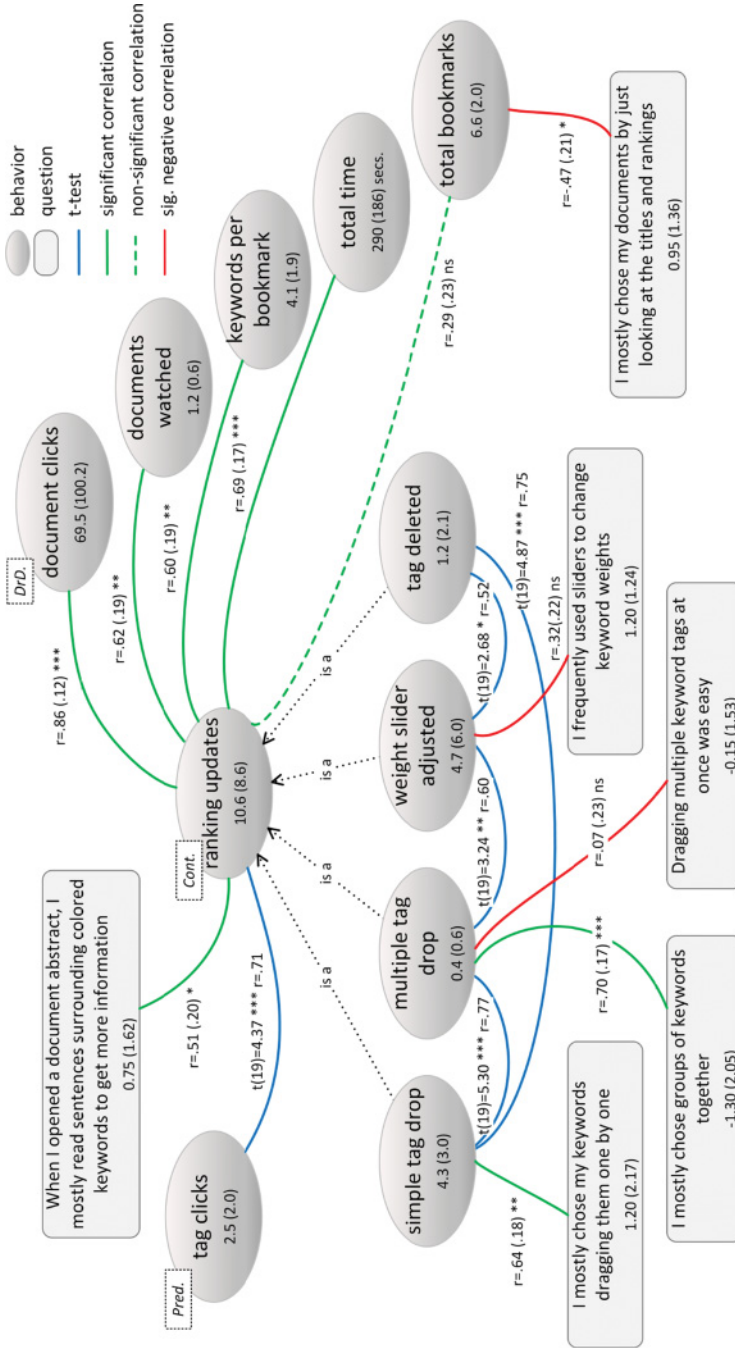 behavior
question
t-test
significant correlation
non-significant correlation
sig. negative correlation
When I opened a document abstract, I
mostly read sentences surrounding colored
keywords to get more information
0.75 (1.62)
r=.51 (.20) *
Pred.
tag clicks
2.5 (2.0)
t(19)=4.37 *** r=.71
Cont.
ranking updates
10.6 (8.6)
DrD.
document clicks
69.5 (100.2)
r=.86 (.12) ***
documents
watched
1.2 (0.6)
r=.62 (.19) **
keywords per
bookmark
4.1 (1.9)
r=.60 (.19) **
total time
290 (186) secs.
r=.69 (.17) ***
total bookmarks
6.6 (2.0)
r=.29 (.23) ns
r=-.47 (.21) *
I mostly chose my documents by just
looking at the titles and rankings
0.95 (1.36)
is a
is a
is a
is a
simple tag drop
4.3 (3.0)
multiple tag
drop
0.4 (0.6)
weight slider
adjusted
4.7 (6.0)
tag deleted
1.2 (2.1)
t(19)=5.30 *** r=.77
t(19)=3.24 ** r=.60
t(19)=2.68 * r=.52
t(19)=4.87 *** r=.75
r=.64 (.18) **
I mostly chose my keywords
dragging them one by one
1.20 (2.17)
r=.70 (.17) ***
I mostly chose groups of keywords
together
-1.30 (2.05)
r=.07 (.23) ns
Dragging multiple keyword tags at
once was easy
-0.15 (1.53)
r=.32(.22) ns
I frequently used sliders to change
keyword weights
1.20 (1.24)